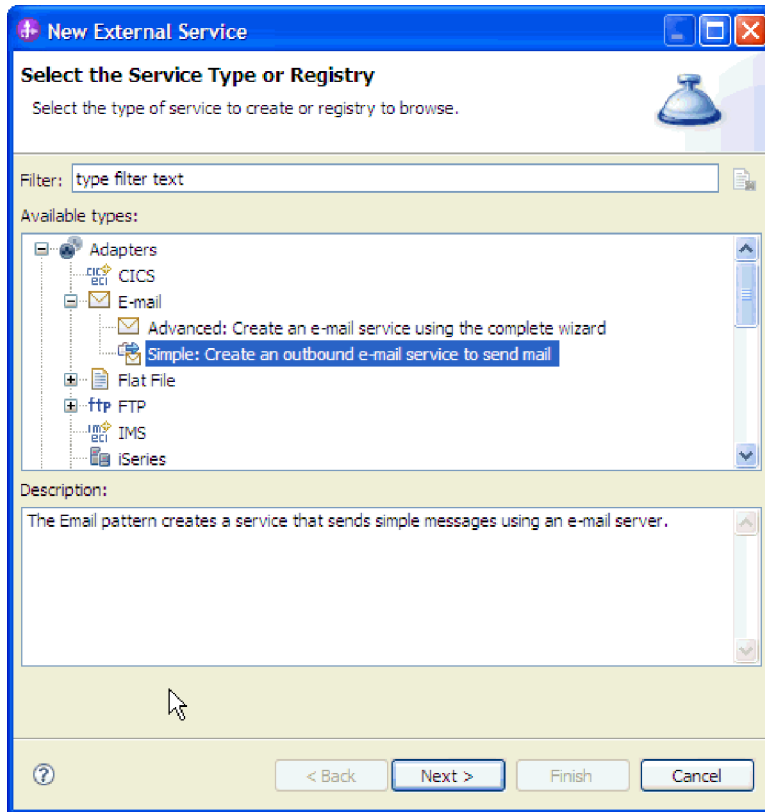 New External Service
Select the Service Type or Registry
Select the type of service to create or registry to browse.
Filter: type filter text
Available types:
Adapters
CICS
E-mail
Advanced: Create an e-mail service using the complete wizard
Simple: Create an outbound e-mail service to send mail
Flat File
ftp FTP
IMS
iSeries
Description:
The Email pattern creates a service that sends simple messages using an e-mail server.
? < Back Next > Finish Cancel